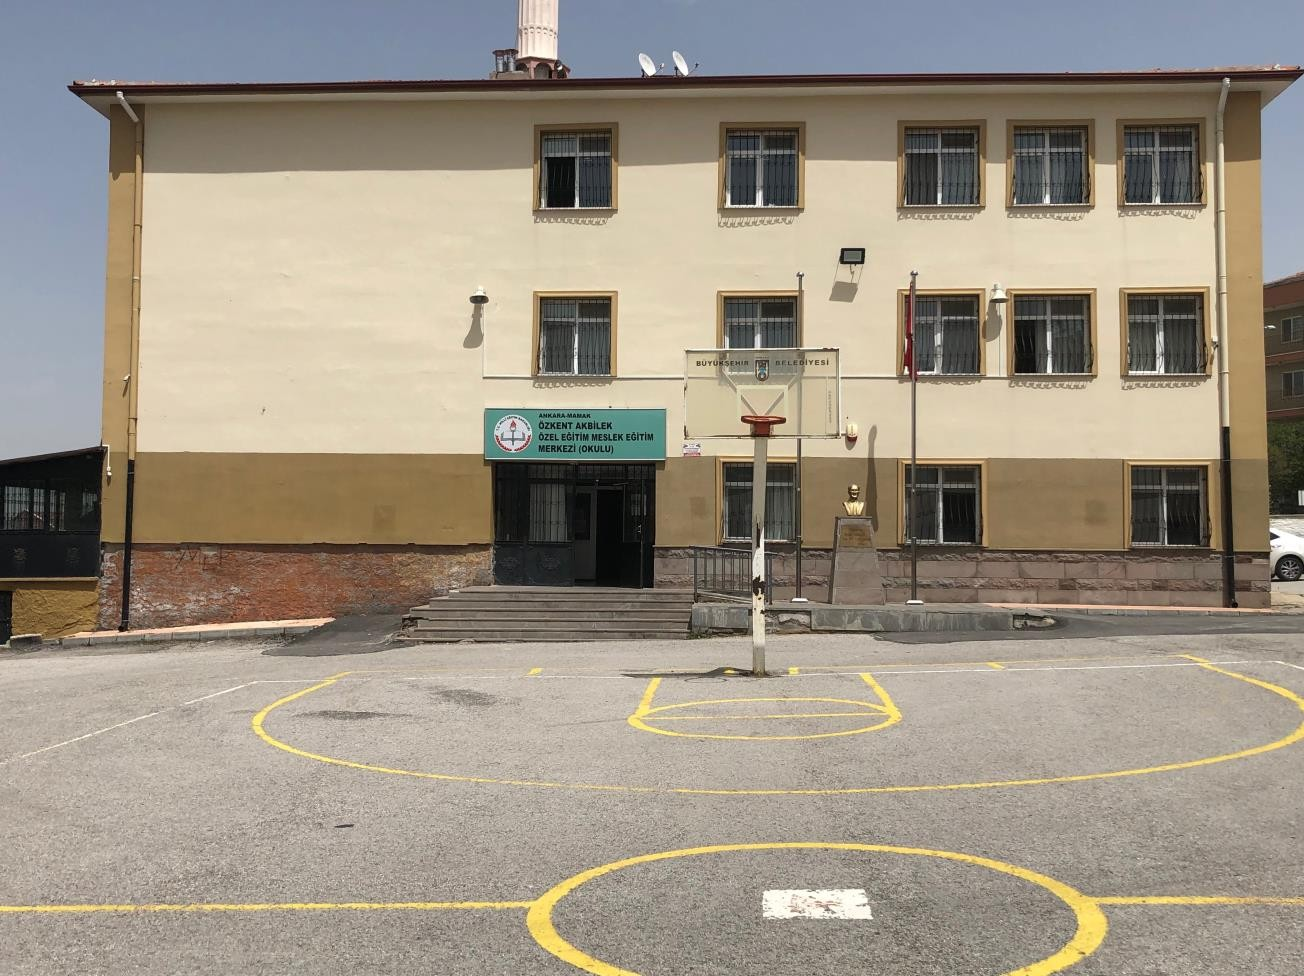 BÜYÜKŞEHİR BELEDİYESİ
ANKARA-MAMAK
ÖZKENT AKBİLEK
ÖZEL EĞİTİM MESLEK EĞİTİM
MERKEZİ (OKULU)